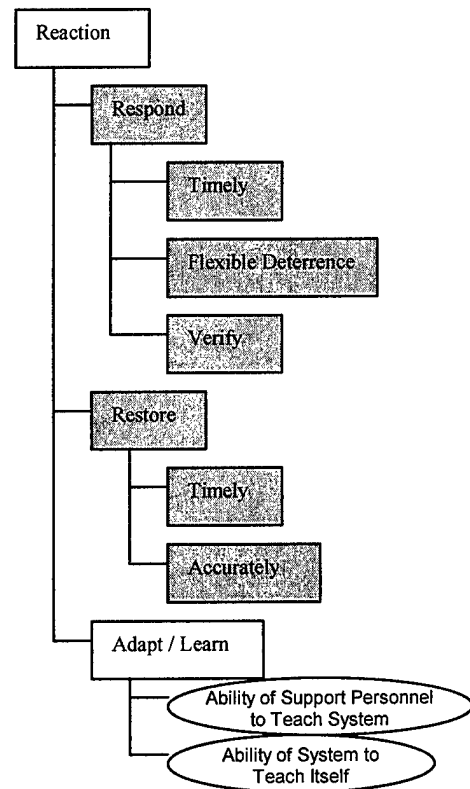 Reaction
Respond
Timely
Flexible Deterrence
Verify
Restore
Timely
Accurately
Adapt / Learn
Ability of Support Personnel
to Teach System
Ability of System to
Teach Itself